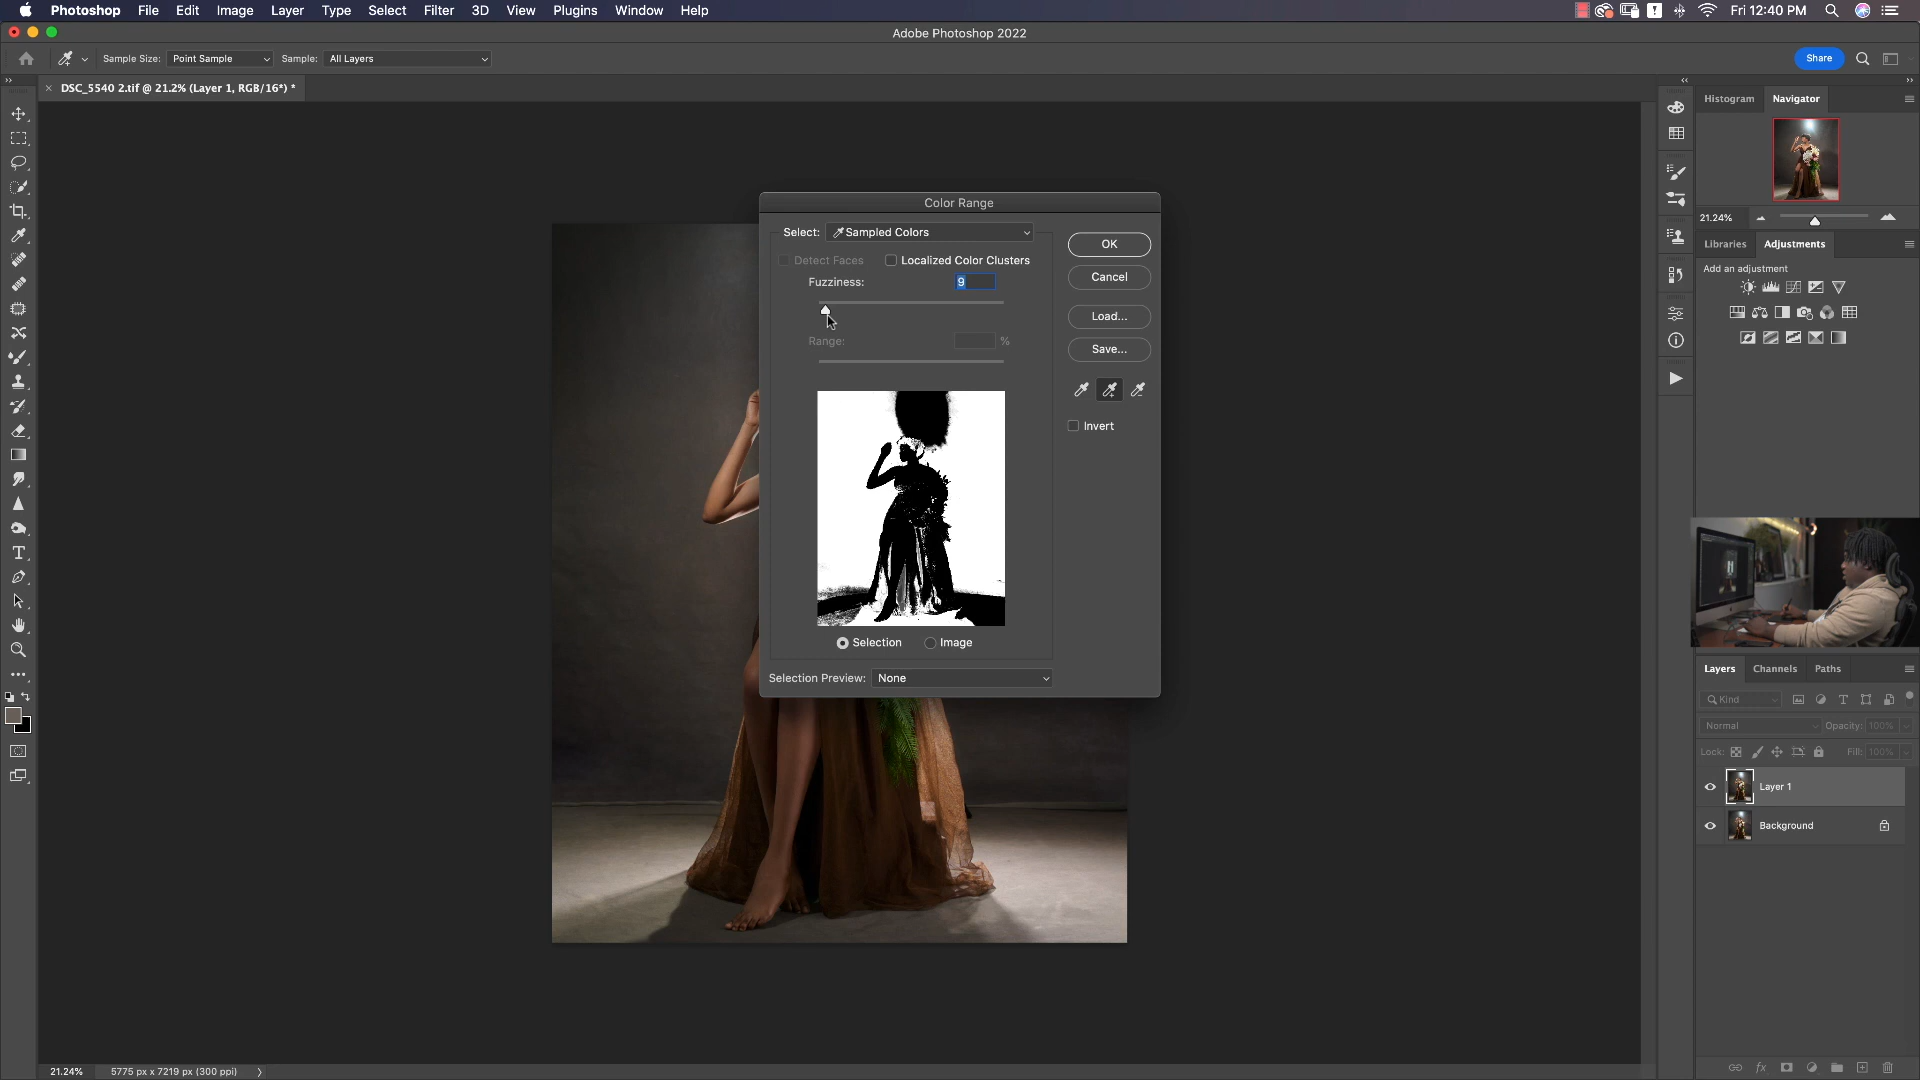 Photoshop File Edit Image Layer Type Select Filter 3D View Plugins Window Help Fri 12:40 PM
Adobe Photoshop 2022
Sample Size: Point Sample Sample: All Layers Share
DSC_5540 2.tif @ 21.2% (Layer 1, RGB/16*) *
Histogram Navigator
21.24%
Libraries Adjustments
Add an adjustment
Color Range
Select: Sampled Colors
OK
Detect Faces Localized Color Clusters
Cancel
Fuzziness: 9
Load...
Range: %
Save...
Invert
Selection Image
Selection Preview: None
Layers Channels Paths
Kind
Normal Opacity: 100%
Lock: Fill: 100%
Layer 1
Background
21.24% 5775 px x 7219 px (300 ppi)